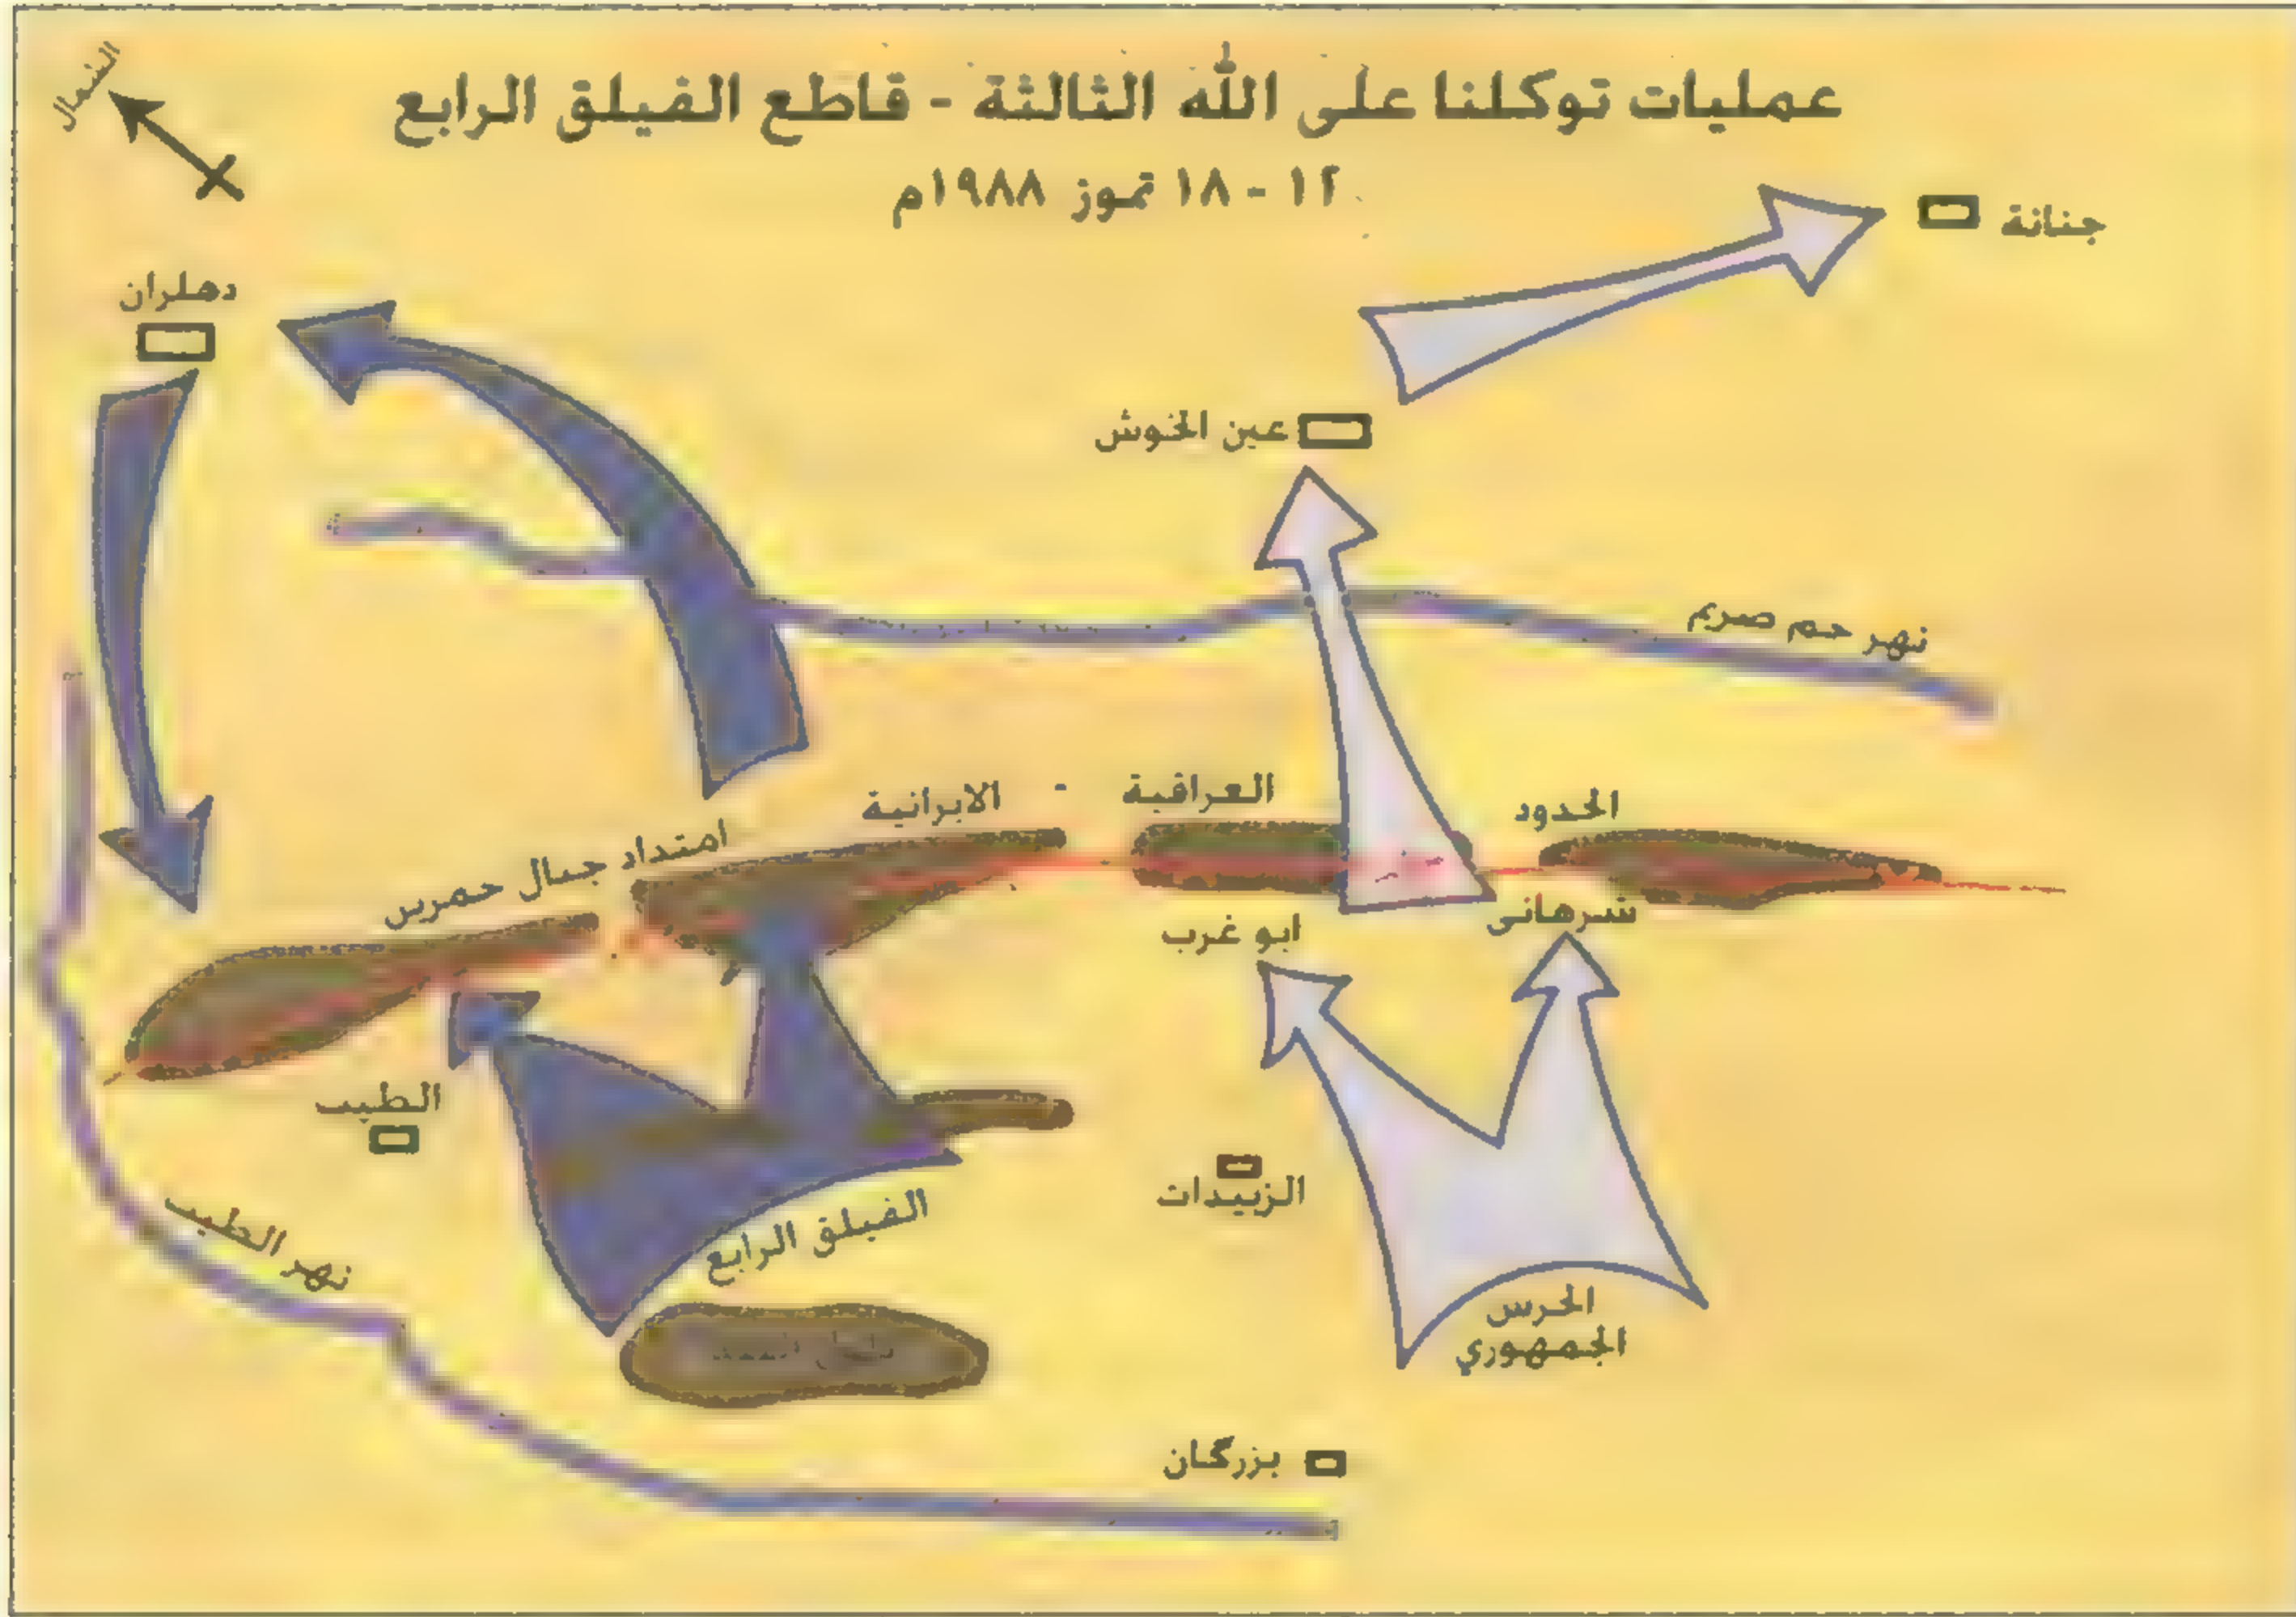 عمليات توكلنا على الله الثالثة - قاطع الفيلق الرابع
١٢ - ١٨ تموز ١٩٨٨م
الشمال
جنانة
دهلران
عين الخوش
نهر حم صريم
الحدود
العراقية
-
الايرانية
امتداد جبال حمرين
شرهاني
ابو غرب
الطيب
الزبيدات
الفيلق الرابع
نهر الطيب
الحرس
الجمهوري
بزرگان